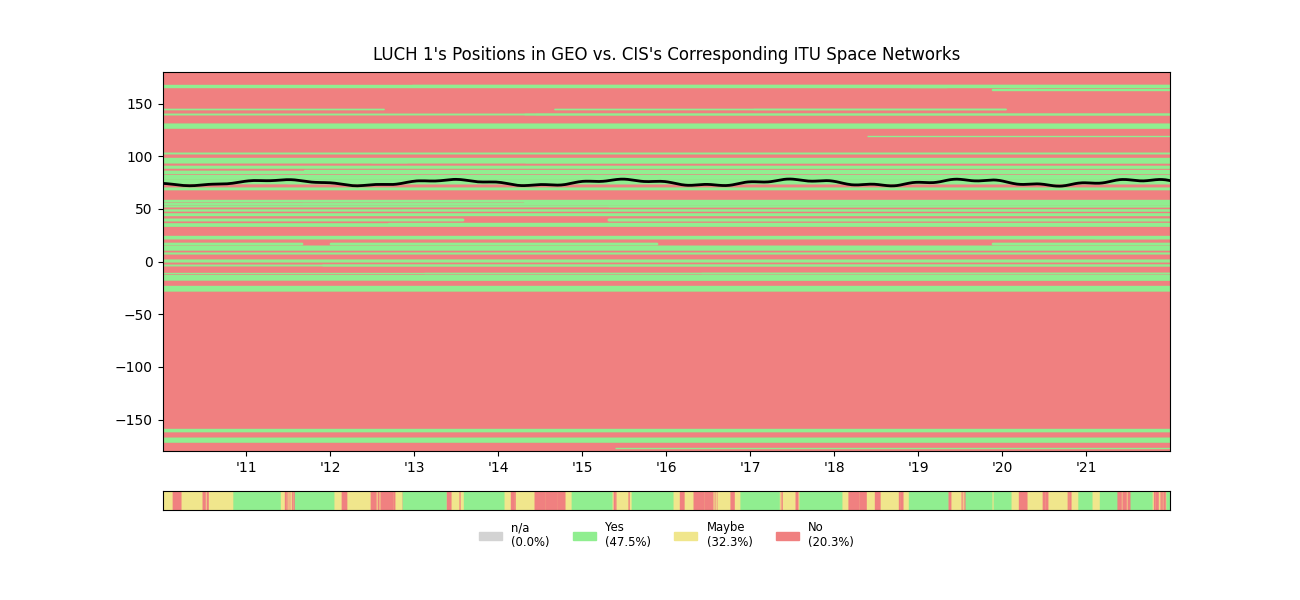 LUCH 1's Positions in GEO vs. CIS's Corresponding ITU Space Networks
150
100
50
0
−50
−100
−150
'11 '12 '13 '14 '15 '16 '17 '18 '19 '20 '21
n/a Yes Maybe No
(0.0%) (47.5%) (32.3%) (20.3%)